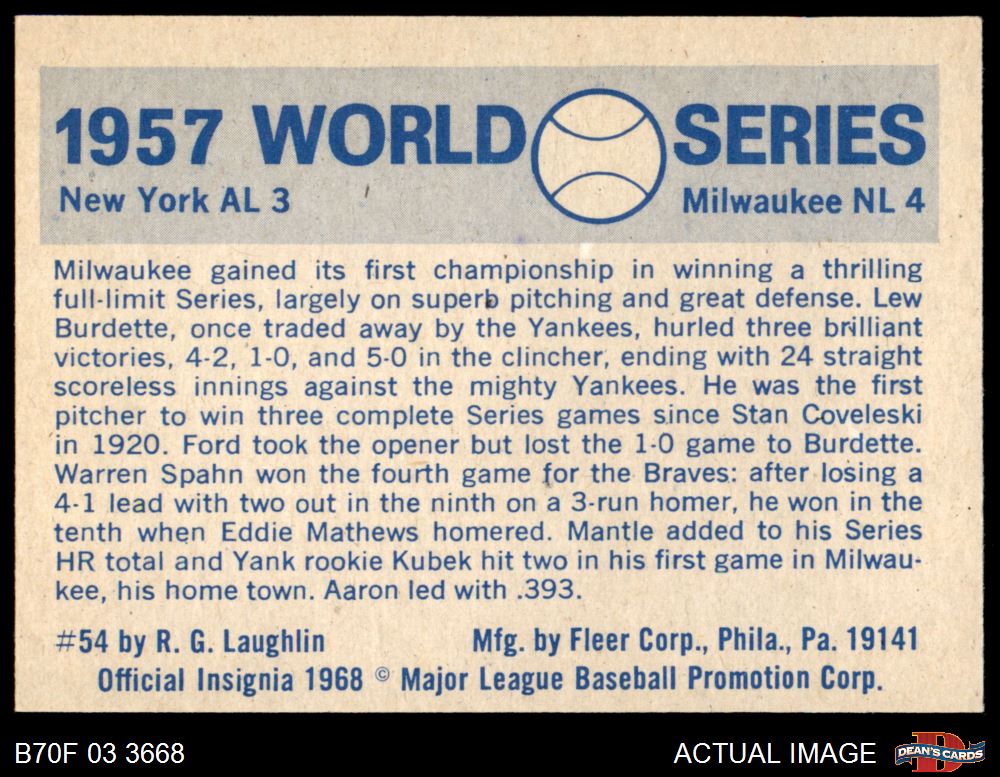 1957 WORLD SERIES
New York AL 3 Milwaukee NL 4
Milwaukee gained its first championship in winning a thrilling
full-limit Series, largely on superb pitching and great defense. Lew
Burdette, once traded away by the Yankees, hurled three brilliant
victories, 4-2, 1-0, and 5-0 in the clincher, ending with 24 straight
scoreless innings against the mighty Yankees. He was the first
pitcher to win three complete Series games since Stan Coveleski
in 1920. Ford took the opener but lost the 1-0 game to Burdette.
Warren Spahn won the fourth game for the Braves: after losing a
4-1 lead with two out in the ninth on a 3-run homer, he won in the
tenth when Eddie Mathews homered. Mantle added to his Series
HR total and Yank rookie Kubek hit two in his first game in Milwau-
kee, his home town. Aaron led with .393.
#54 by R. G. Laughlin Mfg. by Fleer Corp., Phila., Pa. 19141
Official Insignia 1968 © Major League Baseball Promotion Corp.
B70F 03 3668 ACTUAL IMAGE D DEAN'S CARDS